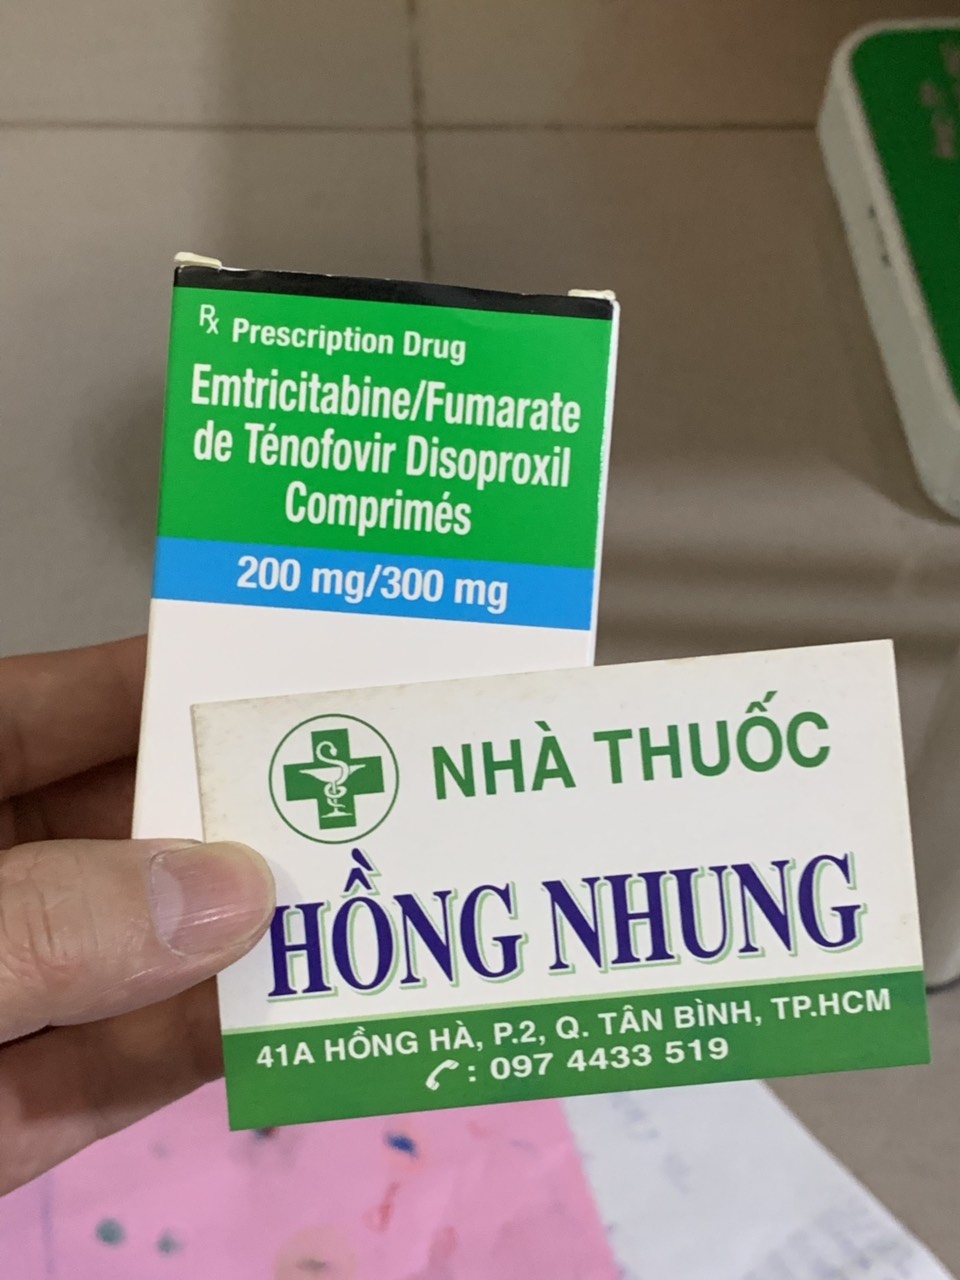 Rx Prescription Drug
Emtricitabine/Fumarate
de Ténofovir Disoproxil
Comprimés
200 mg/300 mg
NHÀ THUỐC
HỒNG NHUNG
41A HỒNG HÀ, P.2, Q. TÂN BÌNH, TP.HCM
: 097 4433 519